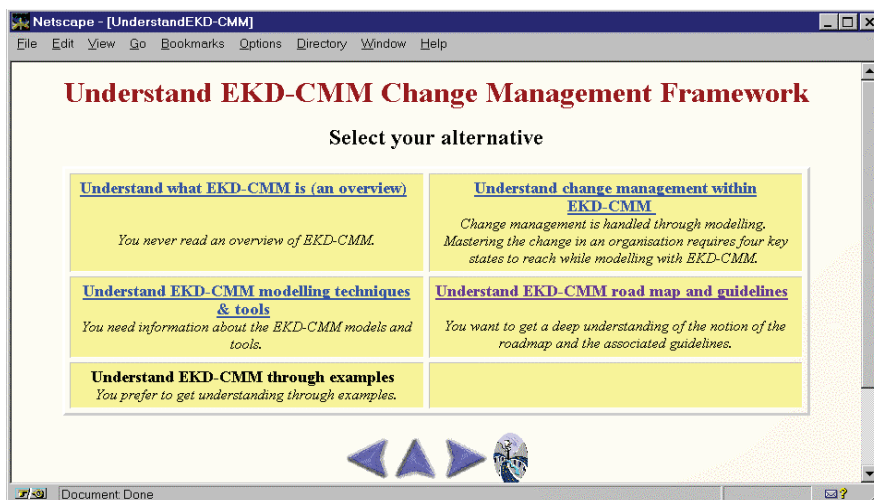 Netscape - [UnderstandEKD-CMM]
File Edit View Go Bookmarks Options Directory Window Help
Understand EKD-CMM Change Management Framework
Select your alternative
Understand what EKD-CMM is (an overview)
You never read an overview of EKD-CMM.
Understand change management within
EKD-CMM
Change management is handled through modelling.
Mastering the change in an organisation requires four key
states to reach while modelling with EKD-CMM.
Understand EKD-CMM modelling techniques
& tools
You need information about the EKD-CMM models and
tools.
Understand EKD-CMM road map and guidelines
You want to get a deep understanding of the notion of the
roadmap and the associated guidelines.
Understand EKD-CMM through examples
You prefer to get understanding through examples.
Document: Done